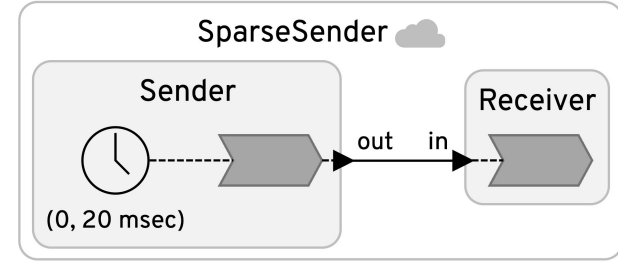 SparseSender
Sender
Receiver
out
in
(0, 20 msec)